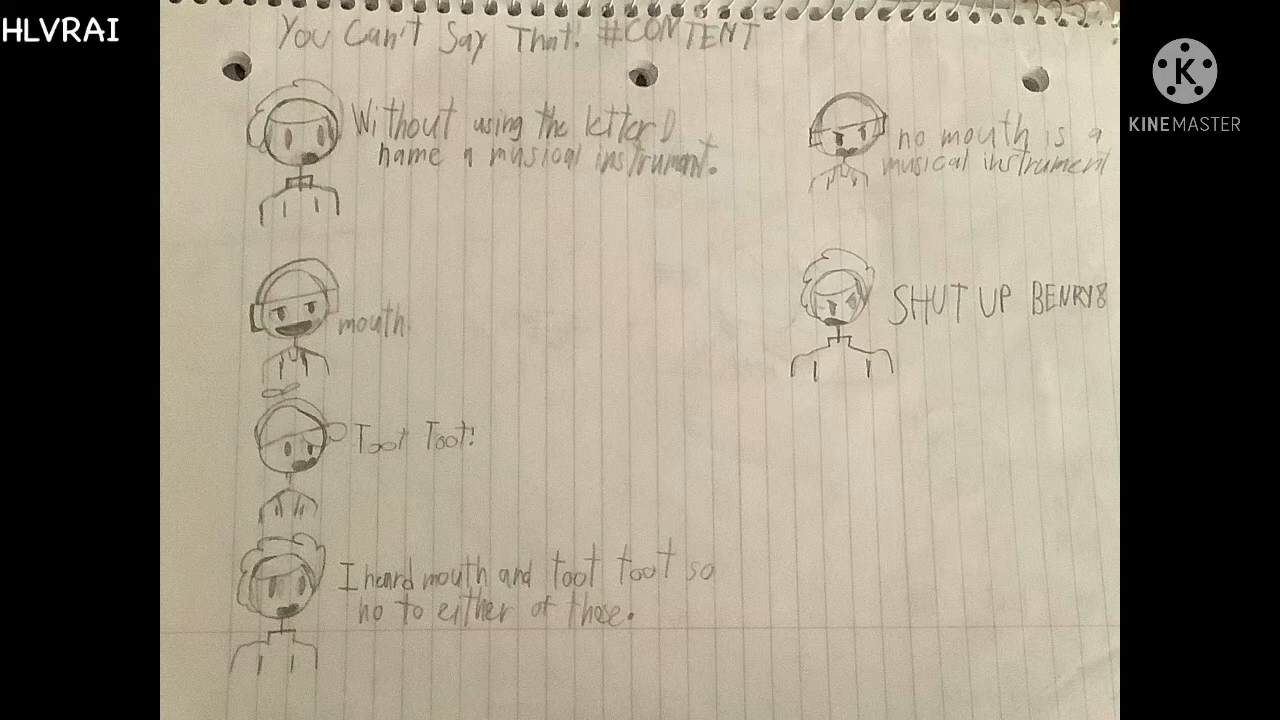 HLVRAI
You Can't Say That! #CONTENT
K
KINEMASTER
Without using the letter D
name a musical instrument.
mouth
Toot Toot!
I heard mouth and toot toot so
no to either of those.
no mouth is a
musical instrument
SHUT UP BENRY